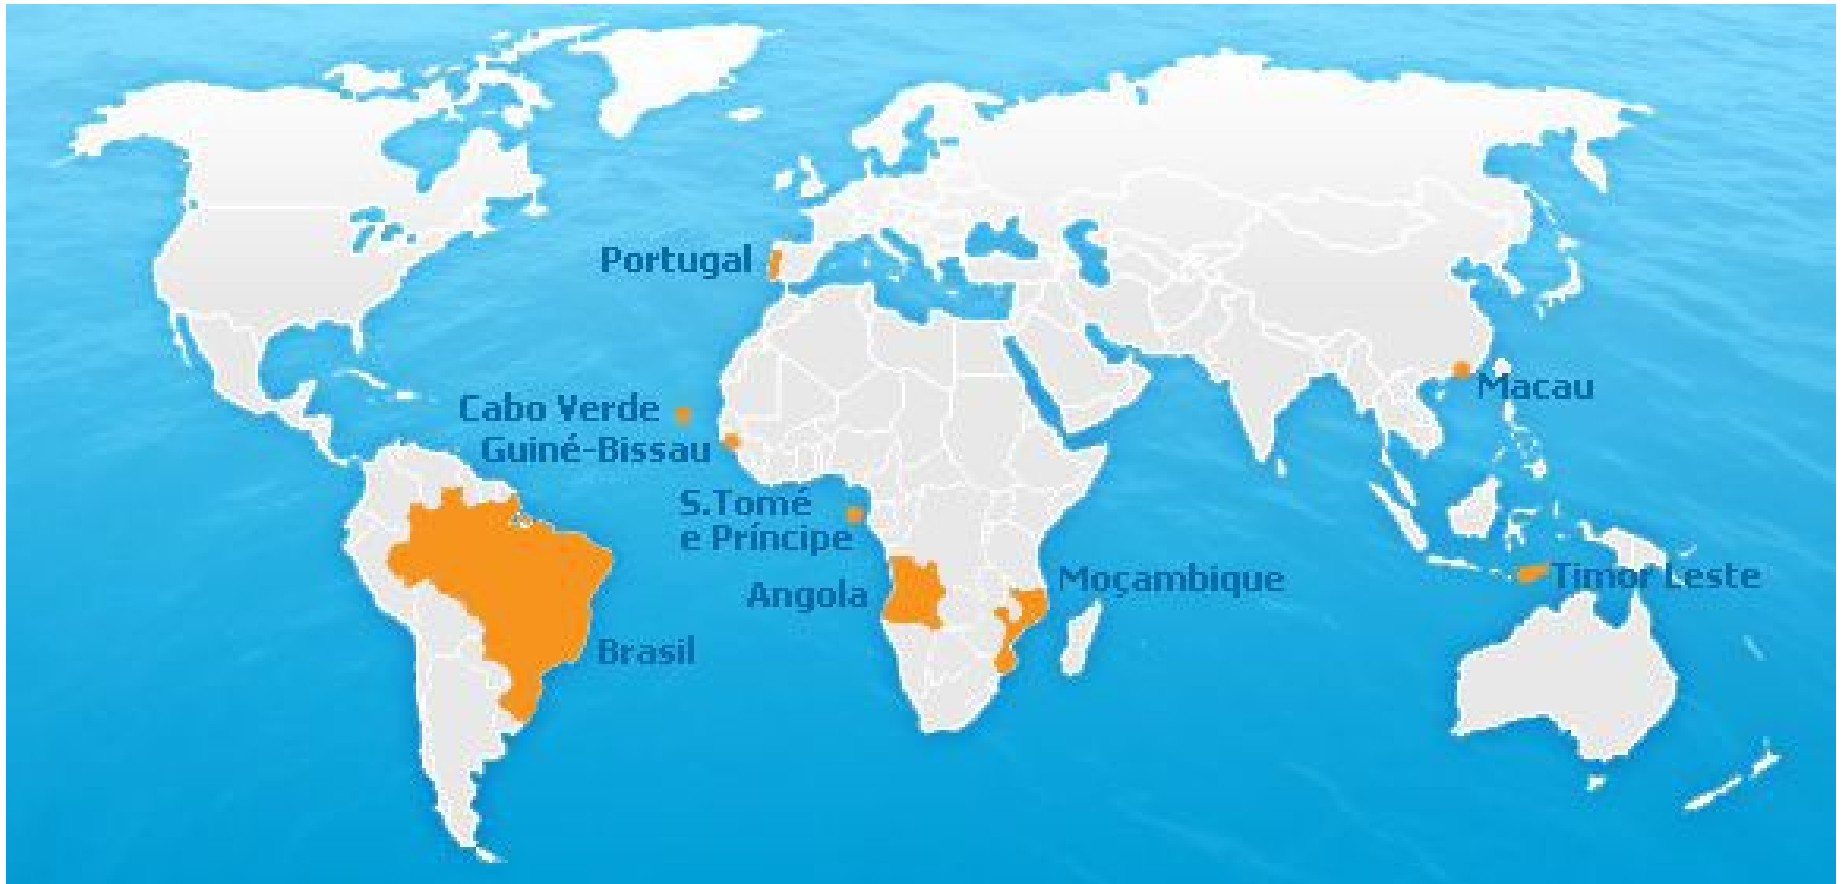 Portugal
Cabo Verde
Guiné-Bissau
Macau
S.Tomé
e Príncipe
Angola
Moçambique
Timor Leste
Brasil